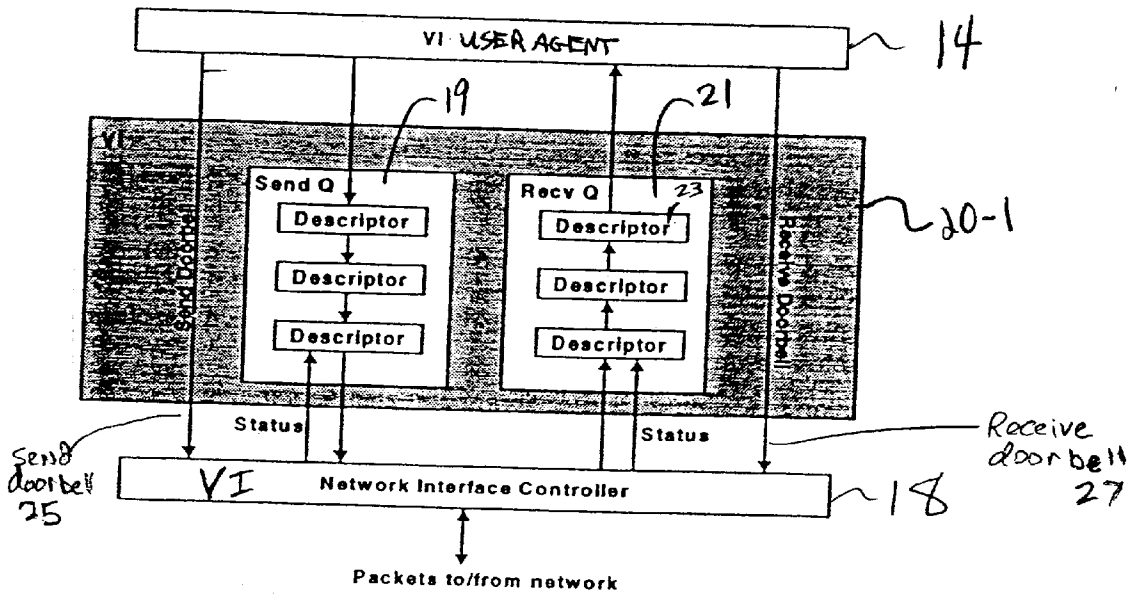 VI USER AGENT
14
19
21
VI
Send Q
Recv Q
23
Descriptor
Descriptor
20-1
Send Doorbell
Descriptor
Descriptor
Receive Doorbell
Descriptor
Descriptor
Status
Status
Send doorbell 25
Receive doorbell 27
VI Network Interface Controller
18
Packets to/from network